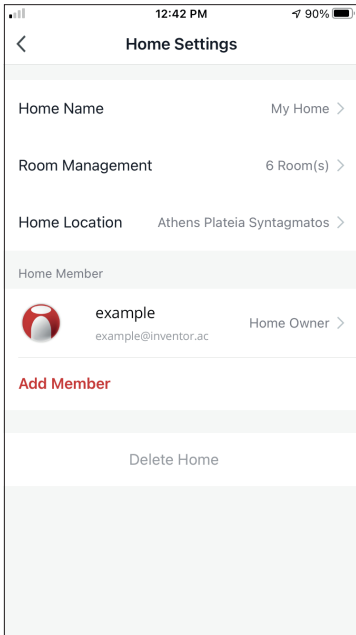 12:42 PM 90%
Home Settings
Home Name My Home
Room Management 6 Room(s)
Home Location Athens Plateia Syntagmatos
Home Member
example
example@inventor.ac
Home Owner
Add Member
Delete Home